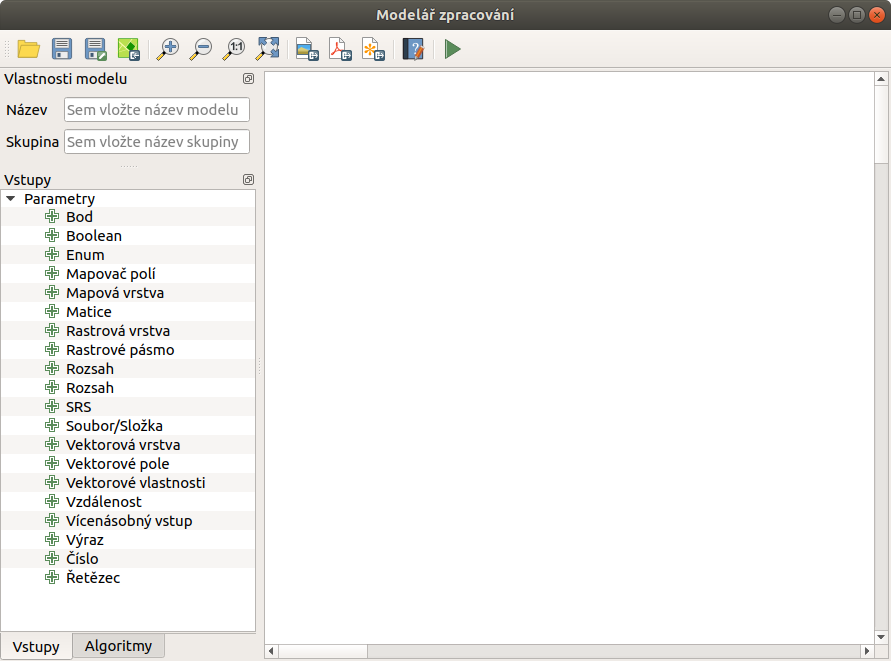 Modelář zpracování
1:1
Vlastnosti modelu
Název
Sem vložte název modelu
Skupina
Sem vložte název skupiny
Vstupy
Parametry
Bod
Boolean
Enum
Mapovač polí
Mapová vrstva
Matice
Rastrová vrstva
Rastrové pásmo
Rozsah
Rozsah
SRS
Soubor/Složka
Vektorová vrstva
Vektorové pole
Vektorové vlastnosti
Vzdálenost
Vícenásobný vstup
Výraz
Číslo
Řetězec
Vstupy
Algoritmy